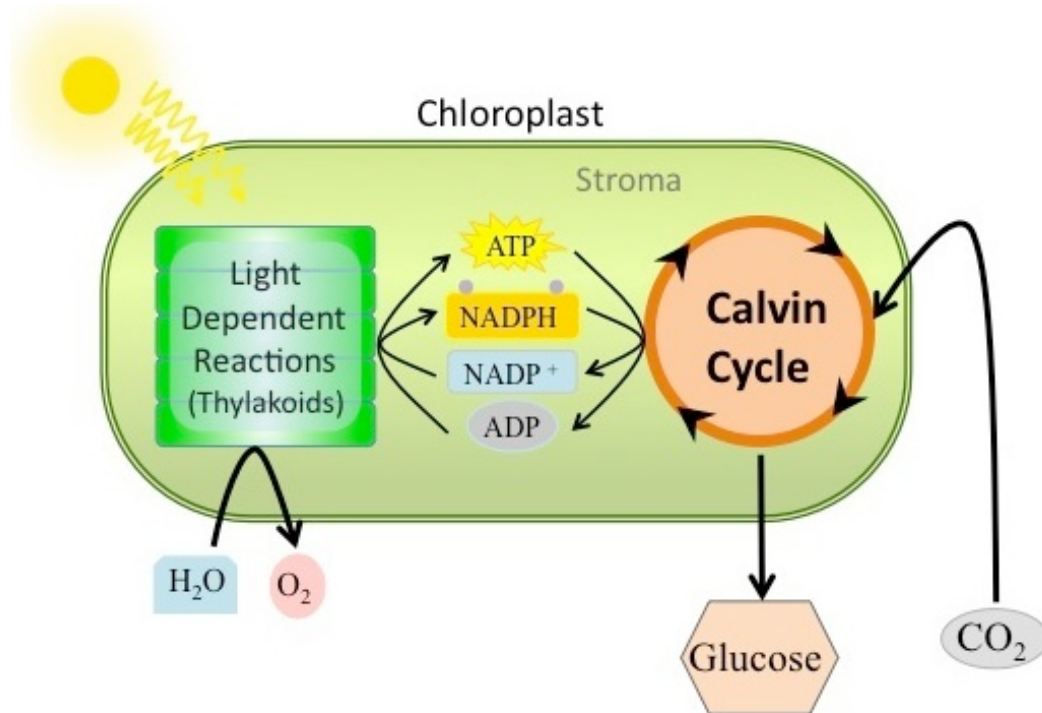 Chloroplast
Stroma
Light
Dependent
Reactions
(Thylakoids)
ATP
NADPH
NADP⁺
ADP
Calvin
Cycle
H₂O
O₂
Glucose
CO₂